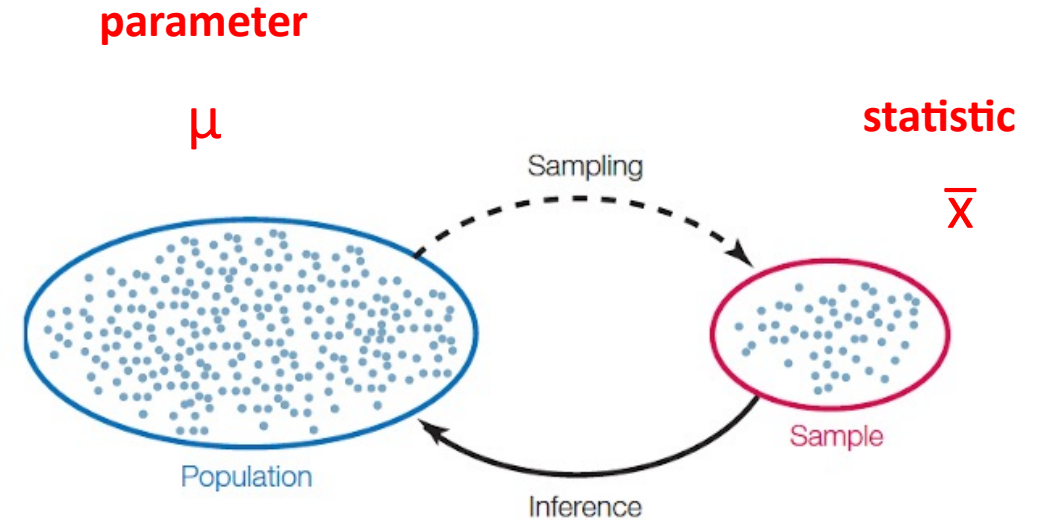 parameter
μ
statistic
x̅
Sampling
Population
Sample
Inference